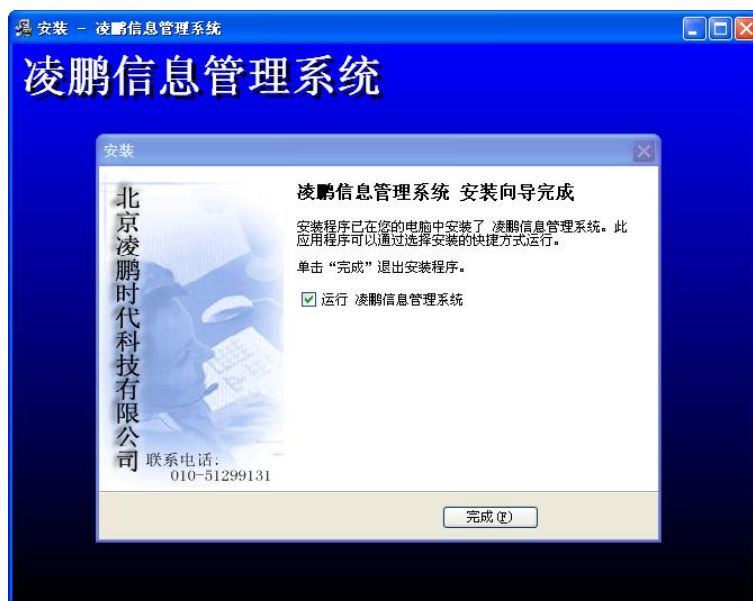 安装 - 凌鹏信息管理系统
凌鹏信息管理系统
安装
北京凌鹏时代科技有限公司
联系电话:
010-51299131
凌鹏信息管理系统 安装向导完成
安装程序已在您的电脑中安装了 凌鹏信息管理系统。此
应用程序可以通过选择安装的快捷方式运行。
单击“完成”退出安装程序。
运行 凌鹏信息管理系统
完成(F)